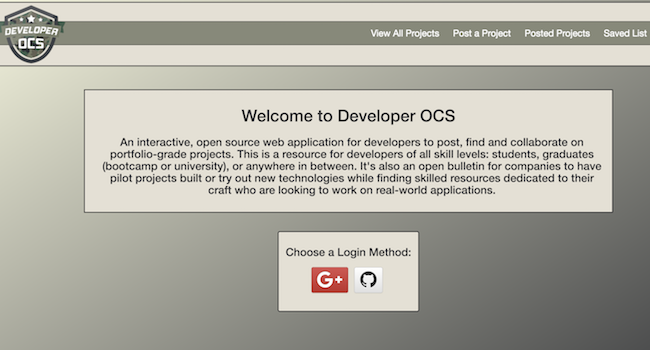 DEVELOPER
OCS
View All Projects Post a Project Posted Projects Saved List
Welcome to Developer OCS
An interactive, open source web application for developers to post, find and collaborate on
portfolio-grade projects. This is a resource for developers of all skill levels: students, graduates
(bootcamp or university), or anywhere in between. It's also an open bulletin for companies to have
pilot projects built or try out new technologies while finding skilled resources dedicated to their
craft who are looking to work on real-world applications.
Choose a Login Method:
G+